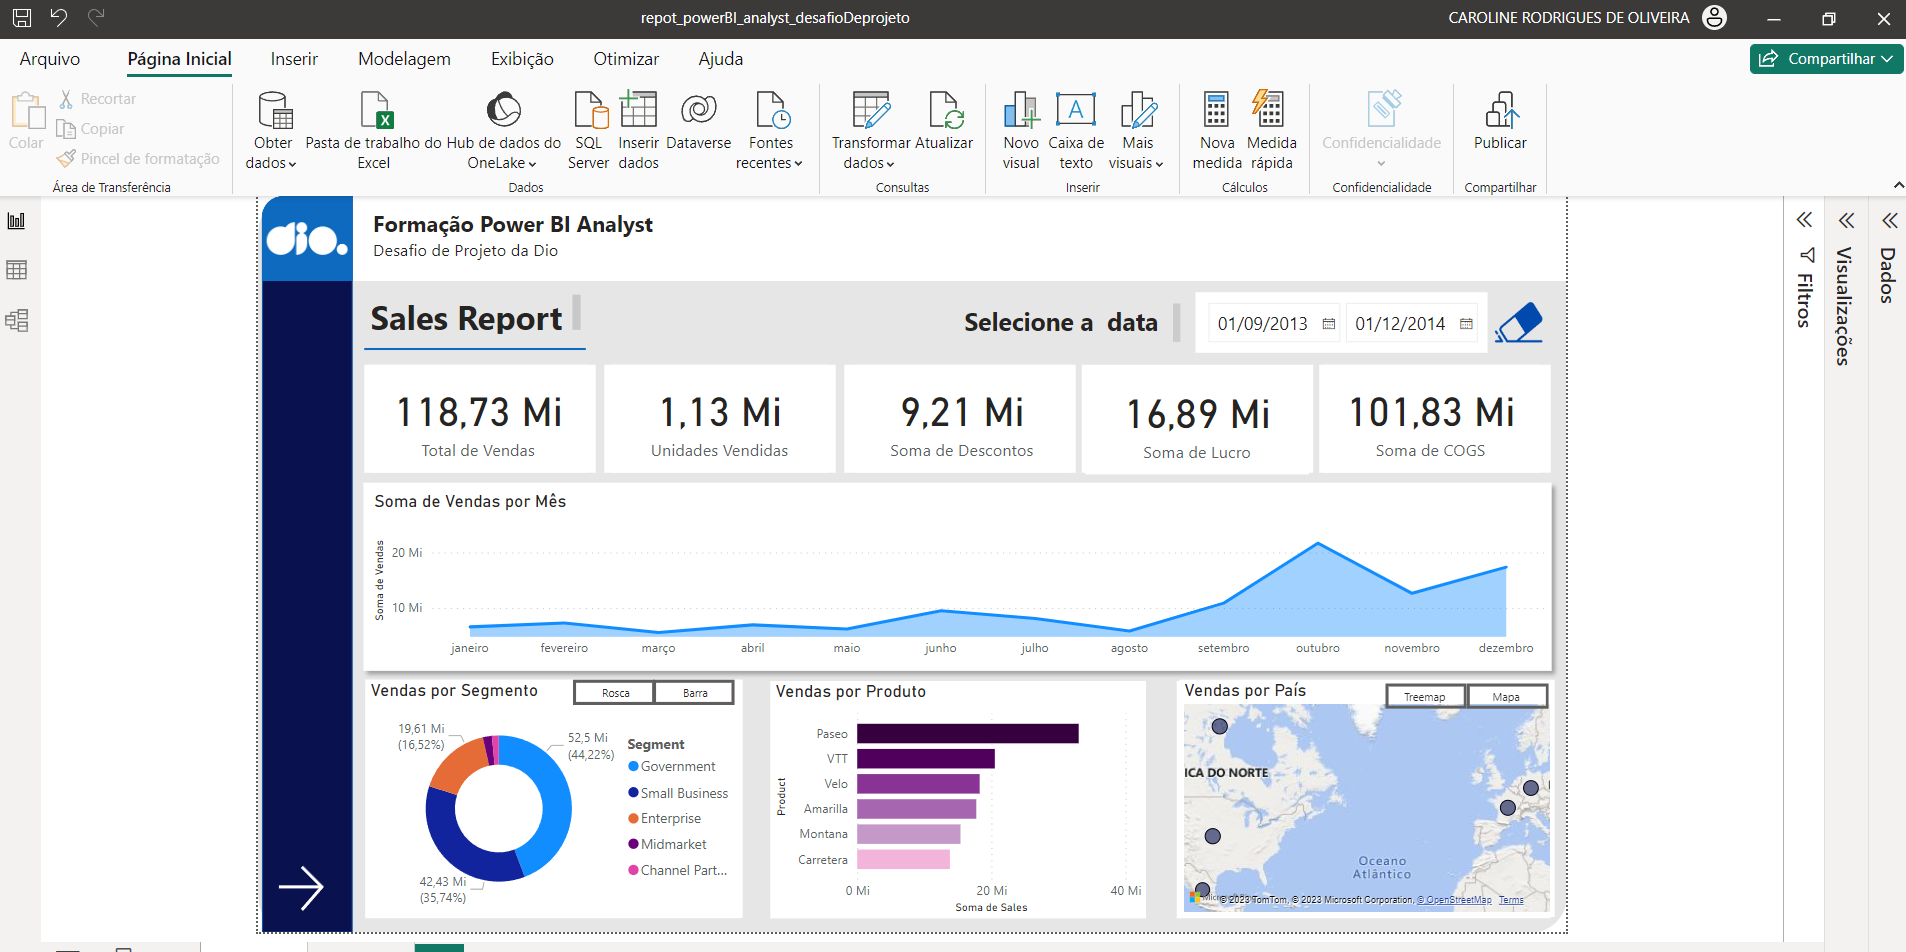 repot_powerBI_analyst_desafioDeprojeto
CAROLINE RODRIGUES DE OLIVEIRA
Arquivo
Página Inicial
Inserir
Modelagem
Exibição
Otimizar
Ajuda
Compartilhar
Colar
Recortar
Copiar
Pincel de formatação
Área de Transferência
Obter dados
Pasta de trabalho do Excel
Hub de dados do OneLake
SQL Server
Inserir dados
Dataverse
Fontes recentes
Dados
Transformar dados
Atualizar
Consultas
Novo visual
Caixa de texto
Mais visuais
Inserir
Nova medida
Medida rápida
Cálculos
Confidencialidade
Confidencialidade
Publicar
Compartilhar
dio.
Formação Power BI Analyst
Desafio de Projeto da Dio
Filtros
Visualizações
Dados
Sales Report
Selecione a data
01/09/2013
01/12/2014
118,73 Mi
Total de Vendas
1,13 Mi
Unidades Vendidas
9,21 Mi
Soma de Descontos
16,89 Mi
Soma de Lucro
101,83 Mi
Soma de COGS
Soma de Vendas por Mês
Soma de Vendas
20 Mi
10 Mi
janeiro
fevereiro
março
abril
maio
junho
julho
agosto
setembro
outubro
novembro
dezembro
Vendas por Segmento
Rosca
Barra
19,61 Mi
(16,52%)
52,5 Mi
(44,22%)
42,43 Mi
(35,74%)
Segment
Government
Small Business
Enterprise
Midmarket
Channel Part...
Vendas por Produto
Product
Paseo
VTT
Velo
Amarilla
Montana
Carretera
0 Mi
20 Mi
40 Mi
Soma de Sales
Vendas por País
Treemap
Mapa
ICA DO NORTE
Oceano
Atlântico
© 2023 TomTom, © 2023 Microsoft Corporation, © OpenStreetMap Terms